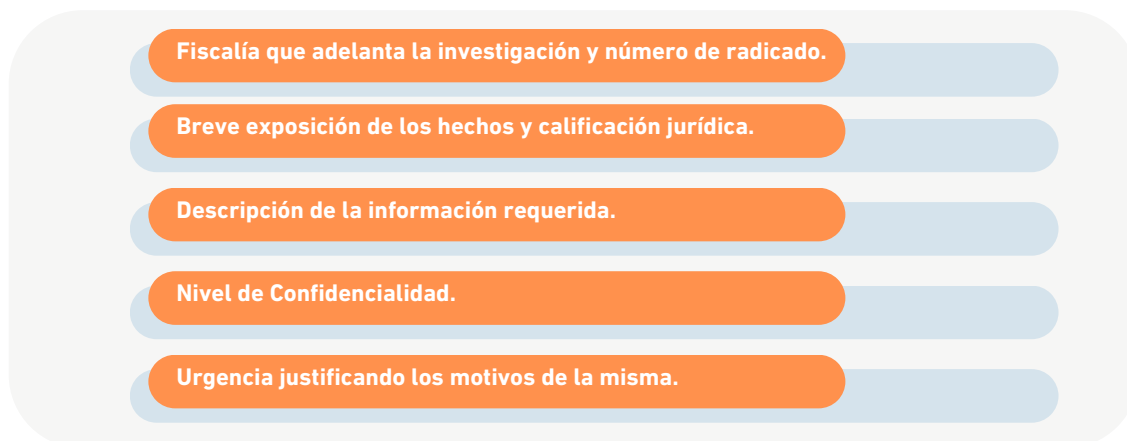 Fiscalía que adelanta la investigación y número de radicado.
Breve exposición de los hechos y calificación jurídica.
Descripción de la información requerida.
Nivel de Confidencialidad.
Urgencia justificando los motivos de la misma.